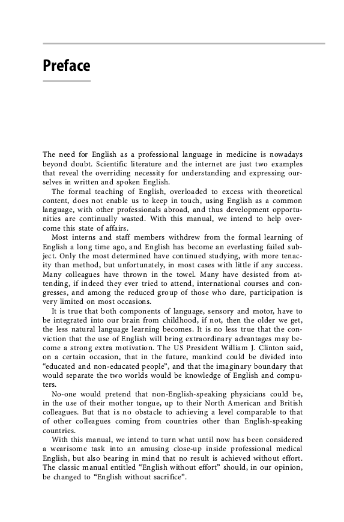 Preface
The need for English as a professional language in medicine is nowadays
beyond doubt. Scientific literature and the internet are just two examples
that reveal the overriding necessity for understanding and expressing our-
selves in written and spoken English.
The formal teaching of English, overloaded to excess with theoretical
content, does not enable us to keep in touch, using English as a common
language, with other professionals abroad, and thus development opportu-
nities are continually wasted. With this manual, we intend to help over-
come this state of affairs.
Most interns and staff members withdrew from the formal learning of
English a long time ago, and English has become an everlasting failed sub-
ject. Only the most determined have continued studying, with more tenac-
ity than method, but unfortunately, in most cases with little if any success.
Many colleagues have thrown in the towel. Many have desisted from at-
tending, if indeed they ever tried to attend, international courses and con-
gresses, and among the reduced group of those who dare, participation is
very limited on most occasions.
It is true that both components of language, sensory and motor, have to
be integrated into our brain from childhood, if not, then the older we get,
the less natural language learning becomes. It is no less true that the con-
viction that the use of English will bring extraordinary advantages may be-
come a strong extra motivation. The US President William J. Clinton said,
on a certain occasion, that in the future, mankind could be divided into
"educated and non-educated people", and that the imaginary boundary that
would separate the two worlds would be knowledge of English and compu-
ters.
No-one would pretend that non-English-speaking physicians could be,
in the use of their mother tongue, up to their North American and British
colleagues. But that is no obstacle to achieving a level comparable to that
of other colleagues coming from countries other than English-speaking
countries.
With this manual, we intend to turn what until now has been considered
a wearisome task into an amusing close-up inside professional medical
English, but also bearing in mind that no result is achieved without effort.
The classic manual entitled "English without effort" should, in our opinion,
be changed to "English without sacrifice".